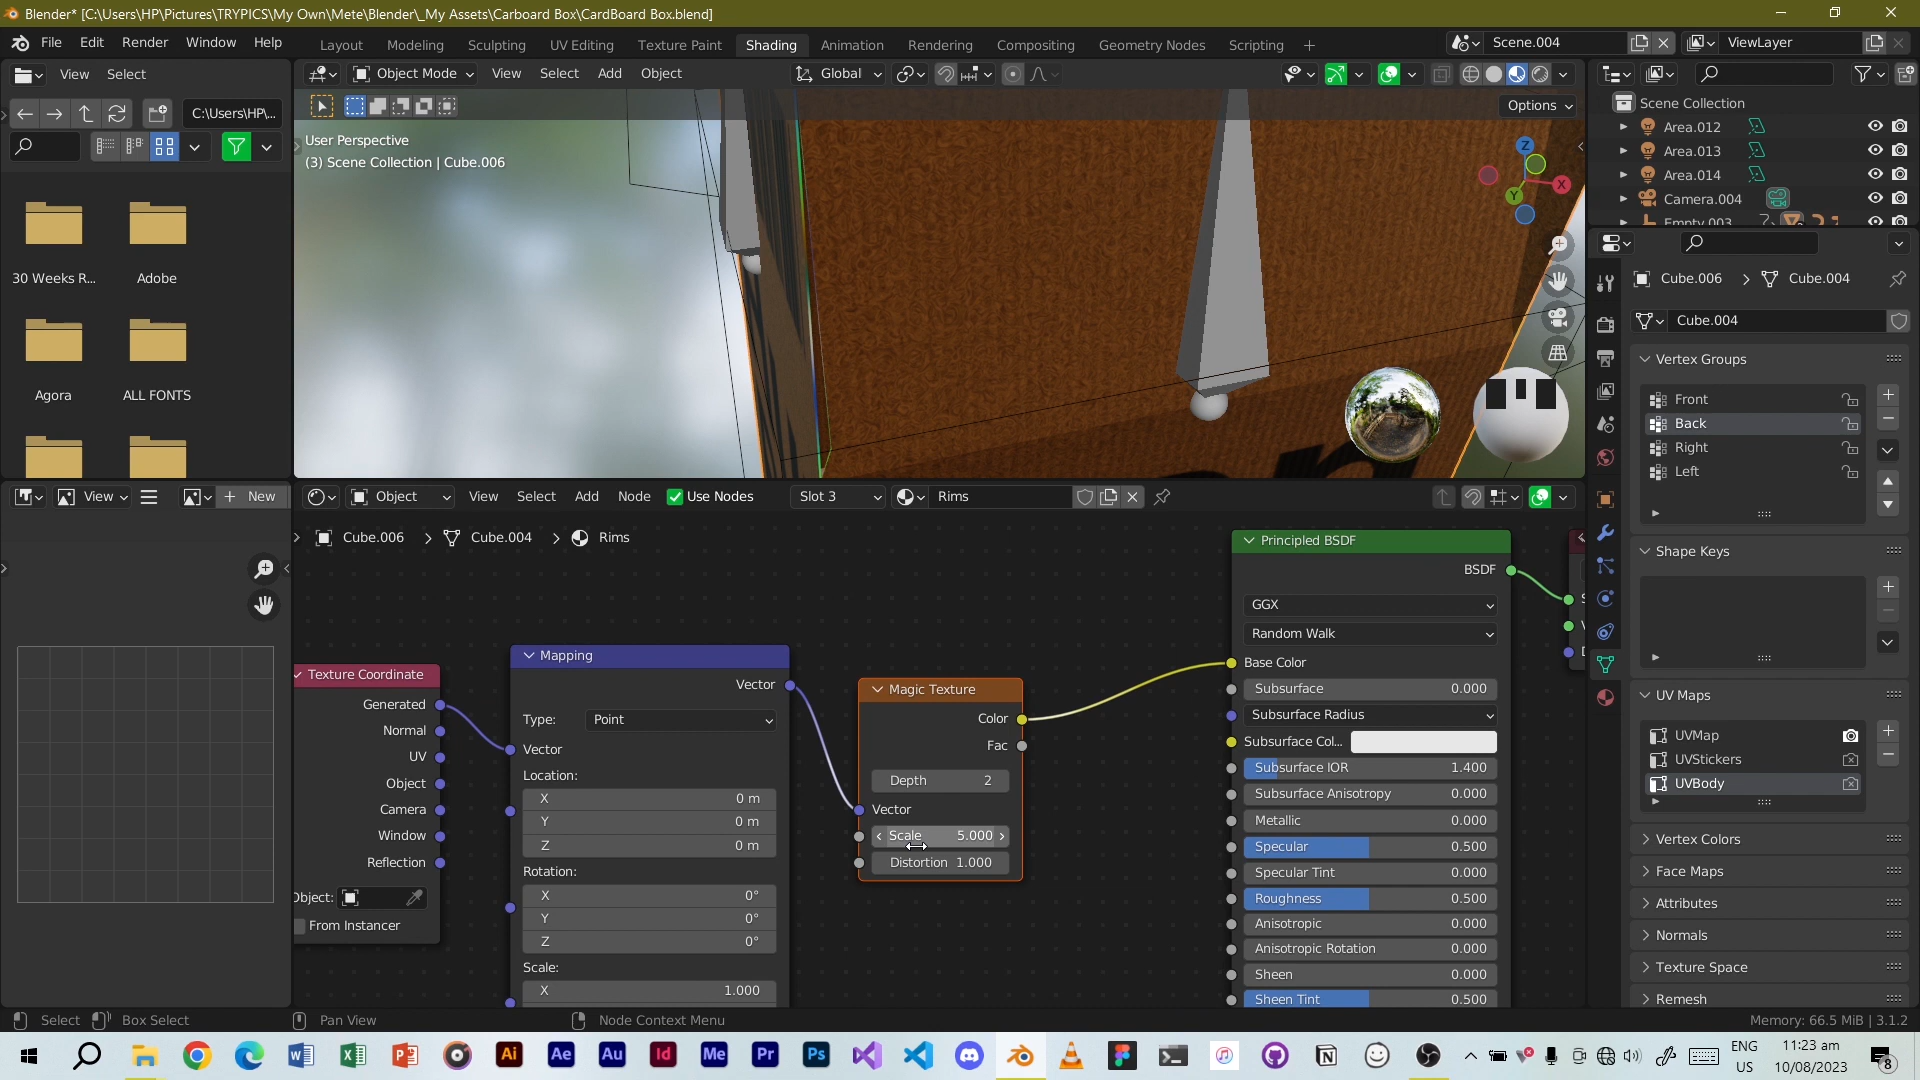 Blender* [C:\Users\HP\Pictures\TRYPICS\My Own\Mete\Blender\_My Assets\Carboard Box\CardBoard Box.blend]
File Edit Render Window Help
Layout Modeling Sculpting UV Editing Texture Paint Shading Animation Rendering Compositing Geometry Nodes Scripting
Scene.004
ViewLayer
View Select
Object Mode View Select Add Object
Global
C:\Users\HP\...
Options
User Perspective
(3) Scene Collection | Cube.006
Z
X
Y
30 Weeks R...
Adobe
Agora
ALL FONTS
Scene Collection
Area.012
Area.013
Area.014
Camera.004
Empty.003
Cube.006 Cube.004
Cube.004
Vertex Groups
Front
Back
Right
Left
Shape Keys
UV Maps
UVMap
UVStickers
UVBody
Vertex Colors
Face Maps
Attributes
Normals
Texture Space
Remesh
View
New
Object View Select Add Node Use Nodes Slot 3 Rims
Cube.006 Cube.004 Rims
Texture Coordinate
Generated
Normal
UV
Object
Camera
Window
Reflection
Object:
From Instancer
Mapping
Vector
Type: Point
Vector
Location:
X 0 m
Y 0 m
Z 0 m
Rotation:
X 0°
Y 0°
Z 0°
Scale:
X 1.000
Magic Texture
Color
Fac
Depth 2
Vector
Scale 5.000
Distortion 1.000
Principled BSDF
BSDF
GGX
Random Walk
Base Color
Subsurface 0.000
Subsurface Radius
Subsurface Col...
Subsurface IOR 1.400
Subsurface Anisotropy 0.000
Metallic 0.000
Specular 0.500
Specular Tint 0.000
Roughness 0.500
Anisotropic 0.000
Anisotropic Rotation 0.000
Sheen 0.000
Sheen Tint 0.500
Select Box Select Pan View Node Context Menu
Memory: 66.5 MiB | 3.1.2
Ai Ae Au Id Me Pr Ps
ENG
US
11:23 am
10/08/2023
8